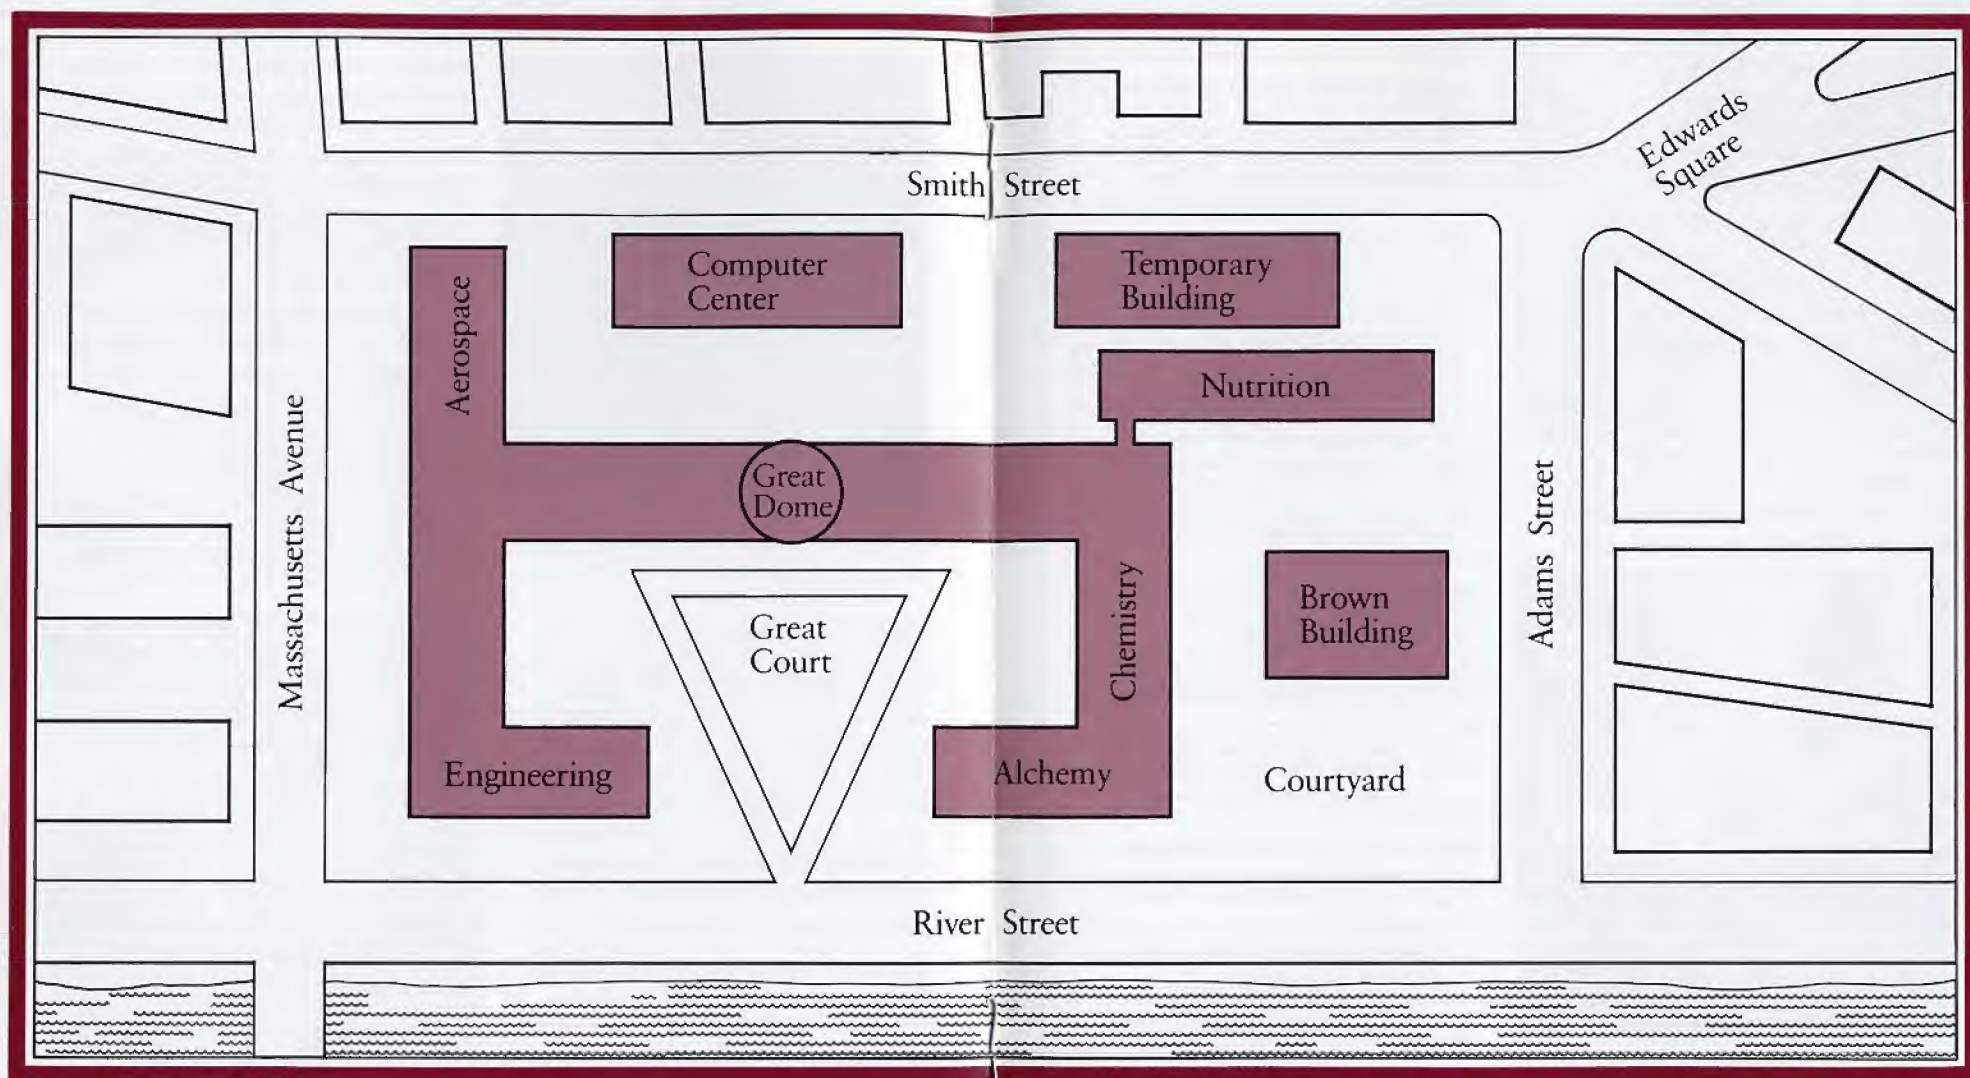 Edwards
Square
Smith Street
Computer
Center
Temporary
Building
Aerospace
Nutrition
Massachusetts Avenue
Great
Dome
Adams Street
Great
Court
Chemistry
Brown
Building
Engineering
Alchemy
Courtyard
River Street